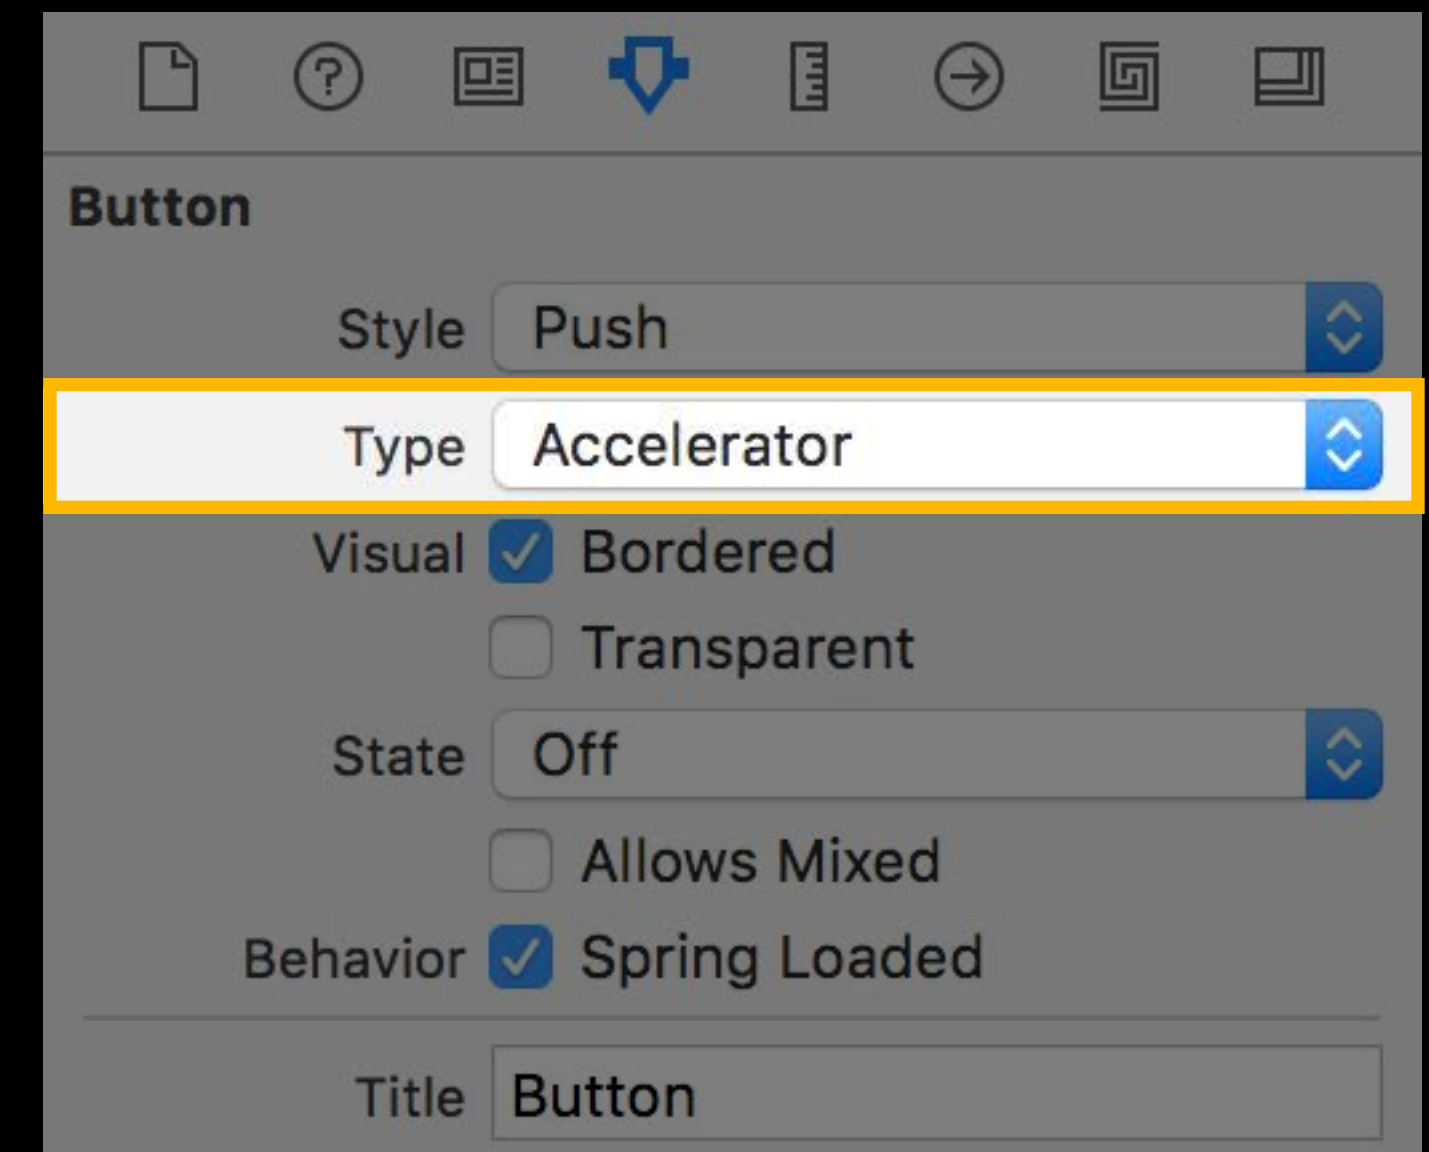 Button
Style Push
Type Accelerator
Visual Bordered
Transparent
State Off
Allows Mixed
Behavior Spring Loaded
Title Button